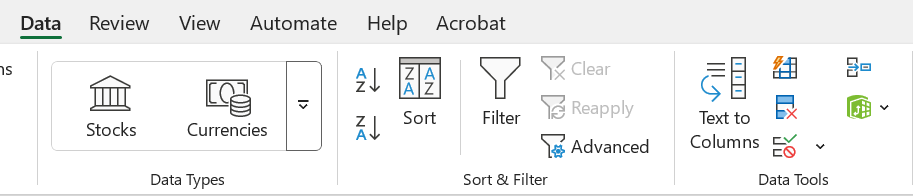 Data Review View Automate Help Acrobat
ns
Stocks Currencies
A
Z
Z
A
Z A
A Z
Sort
Filter
Clear
Reapply
Advanced
Text to
Columns
Data Types
Sort & Filter
Data Tools